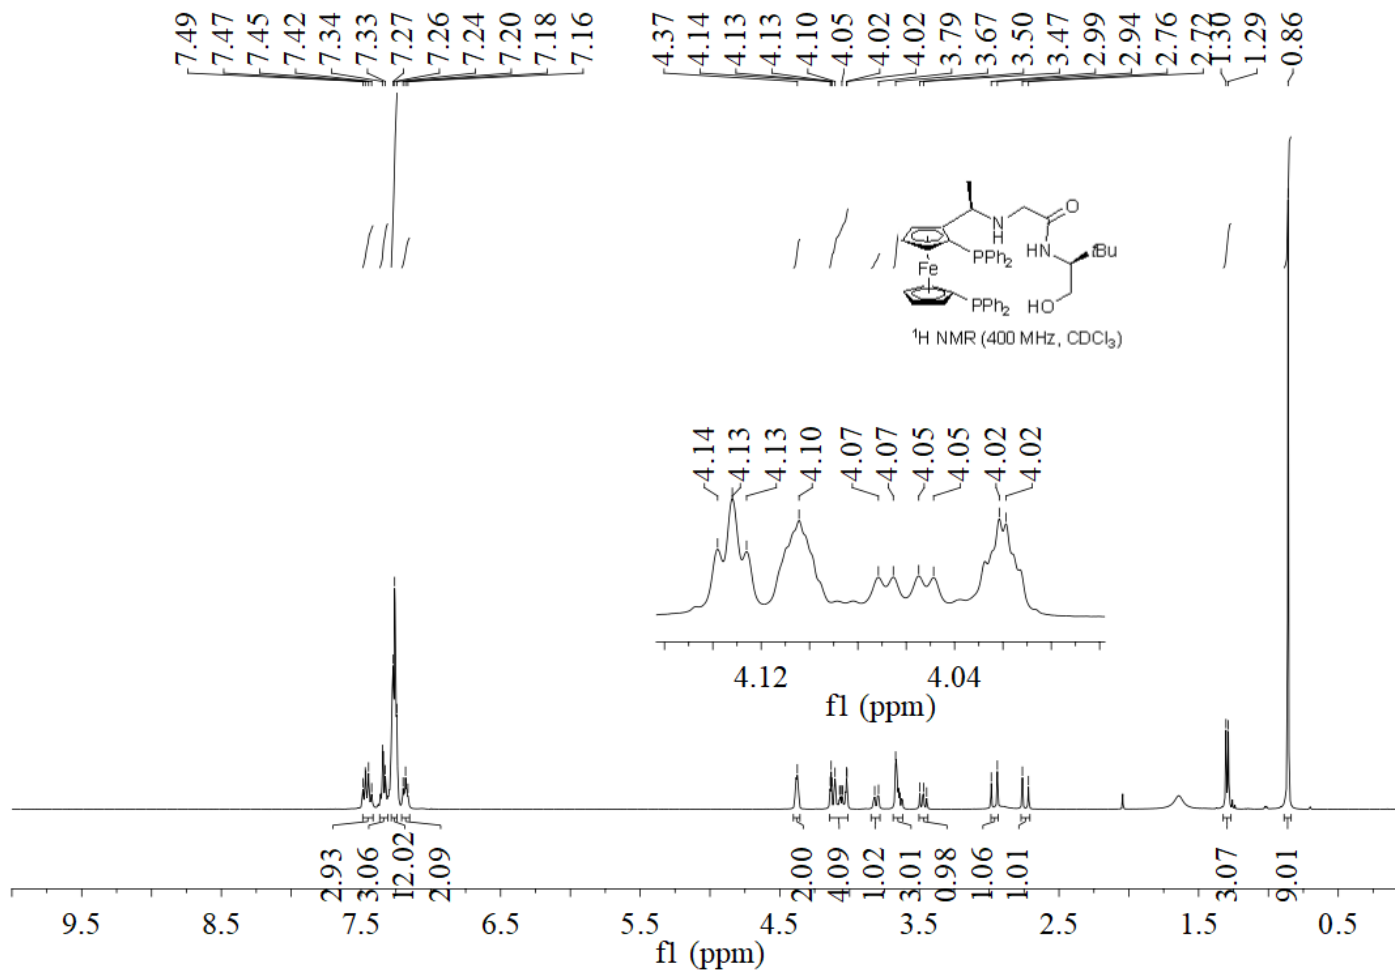 7.49 7.47 7.45 7.42 7.34 7.33 7.27 7.26 7.24 7.20 7.18 7.16 4.37 4.14 4.13 4.13 4.10 4.05 4.02 4.02 3.79 3.67 3.50 3.47 2.99 2.94 2.76 2.72 1.30 1.29 0.86
N
H
O
HN
tBu
PPh2
Fe
PPh2
HO
¹H NMR (400 MHz, CDCl₃)
4.14 4.13 4.13 4.10 4.07 4.07 4.05 4.05 4.02 4.02
4.12 4.04
f1 (ppm)
2.93 3.06 12.02 2.09 2.00 4.09 1.02 3.01 0.98 1.06 1.01 3.07 9.01
9.5 8.5 7.5 6.5 5.5 4.5 3.5 2.5 1.5 0.5
f1 (ppm)